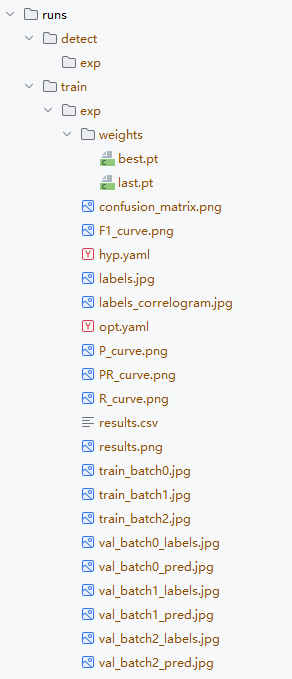 runs
detect
exp
train
exp
weights
best.pt
last.pt
confusion_matrix.png
F1_curve.png
hyp.yaml
labels.jpg
labels_correlogram.jpg
opt.yaml
P_curve.png
PR_curve.png
R_curve.png
results.csv
results.png
train_batch0.jpg
train_batch1.jpg
train_batch2.jpg
val_batch0_labels.jpg
val_batch0_pred.jpg
val_batch1_labels.jpg
val_batch1_pred.jpg
val_batch2_labels.jpg
val_batch2_pred.jpg